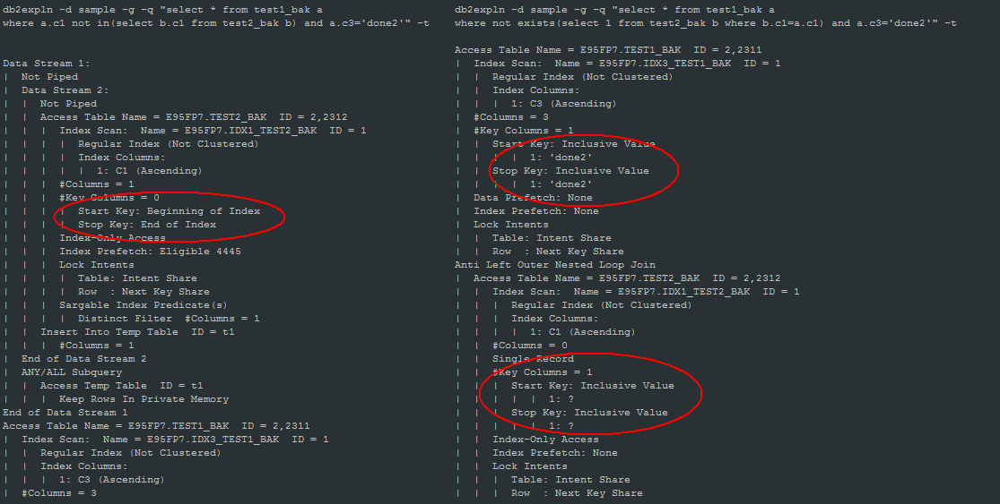 db2expln -d sample -g -q "select * from test1_bak a
where a.c1 not in(select b.c1 from test2_bak b) and a.c3='done2'" -t
Data Stream 1:
|  Not Piped
|  Data Stream 2:
|  |  Not Piped
|  |  Access Table Name = E95FP7.TEST2_BAK  ID = 2,2312
|  |  |  Index Scan:  Name = E95FP7.IDX1_TEST2_BAK  ID = 1
|  |  |  |  Regular Index (Not Clustered)
|  |  |  |  Index Columns:
|  |  |  |  |  1: C1 (Ascending)
|  |  |  #Columns = 1
|  |  |  #Key Columns = 0
|  |  |  |  Start Key: Beginning of Index
|  |  |  |  Stop Key: End of Index
|  |  |  Index-Only Access
|  |  |  Index Prefetch: Eligible 4445
|  |  |  Lock Intents
|  |  |  |  Table: Intent Share
|  |  |  |  Row  : Next Key Share
|  |  |  Sargable Index Predicate(s)
|  |  |  |  Distinct Filter  #Columns = 1
|  |  Insert Into Temp Table  ID = t1
|  |  |  #Columns = 1
|  End of Data Stream 2
|  ANY/ALL Subquery
|  |  Access Temp Table  ID = t1
|  |  |  Keep Rows In Private Memory
End of Data Stream 1
Access Table Name = E95FP7.TEST1_BAK  ID = 2,2311
|  Index Scan:  Name = E95FP7.IDX3_TEST1_BAK  ID = 1
|  |  Regular Index (Not Clustered)
|  |  Index Columns:
|  |  |  1: C3 (Ascending)
|  #Columns = 3
db2expln -d sample -g -q "select * from test1_bak a
where not exists(select 1 from test2_bak b where b.c1=a.c1) and a.c3='done2'" -t
Access Table Name = E95FP7.TEST1_BAK  ID = 2,2311
|  Index Scan:  Name = E95FP7.IDX3_TEST1_BAK  ID = 1
|  |  Regular Index (Not Clustered)
|  |  Index Columns:
|  |  |  1: C3 (Ascending)
|  #Columns = 3
|  #Key Columns = 1
|  |  Start Key: Inclusive Value
|  |  |  |  1: 'done2'
|  |  Stop Key: Inclusive Value
|  |  |  |  1: 'done2'
|  Data Prefetch: None
|  Index Prefetch: None
|  Lock Intents
|  |  Table: Intent Share
|  |  Row  : Next Key Share
Anti Left Outer Nested Loop Join
|  Access Table Name = E95FP7.TEST2_BAK  ID = 2,2312
|  |  Index Scan:  Name = E95FP7.IDX1_TEST2_BAK  ID = 1
|  |  |  Regular Index (Not Clustered)
|  |  |  Index Columns:
|  |  |  |  1: C1 (Ascending)
|  |  #Columns = 0
|  |  Single Record
|  |  #Key Columns = 1
|  |  |  Start Key: Inclusive Value
|  |  |  |  |  1: ?
|  |  |  Stop Key: Inclusive Value
|  |  |  |  |  1: ?
|  |  Index-Only Access
|  |  Index Prefetch: None
|  |  Lock Intents
|  |  |  Table: Intent Share
|  |  |  Row  : Next Key Share